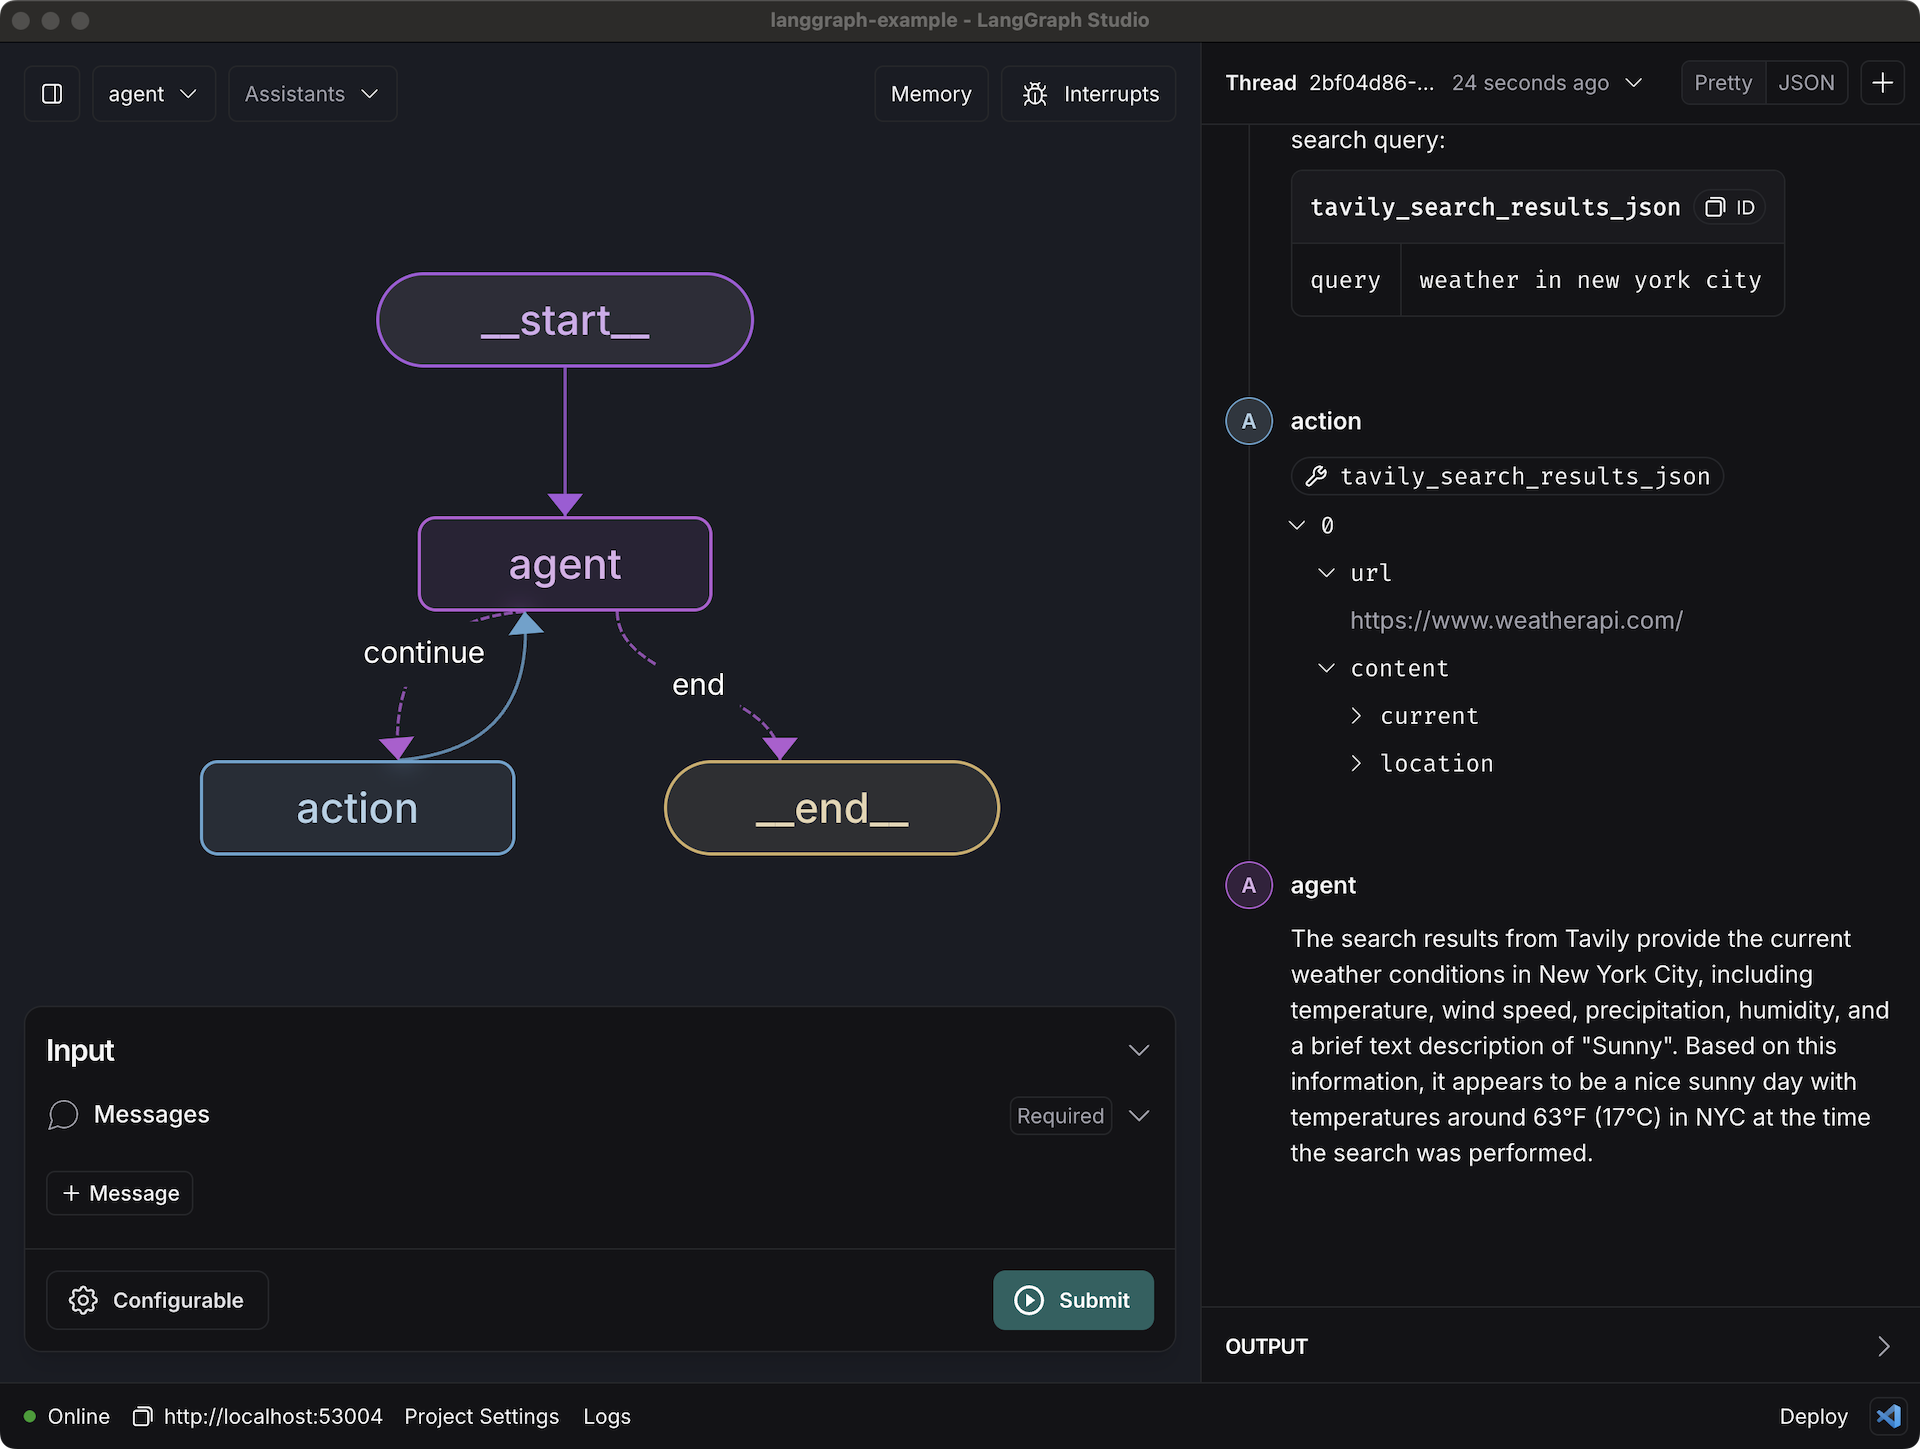 langgraph-example - LangGraph Studio
agent
Assistants
Memory
Interrupts
__start__
agent
continue
end
action
__end__
Input
Messages
Required
+ Message
Configurable
Submit
Thread 2bf04d86-... 24 seconds ago
Pretty
JSON
search query:
tavily_search_results_json
ID
query
weather in new york city
A
action
tavily_search_results_json
0
url
https://www.weatherapi.com/
content
current
location
A
agent
The search results from Tavily provide the current
weather conditions in New York City, including
temperature, wind speed, precipitation, humidity, and
a brief text description of "Sunny". Based on this
information, it appears to be a nice sunny day with
temperatures around 63°F (17°C) in NYC at the time
the search was performed.
OUTPUT
Online
http://localhost:53004
Project Settings
Logs
Deploy